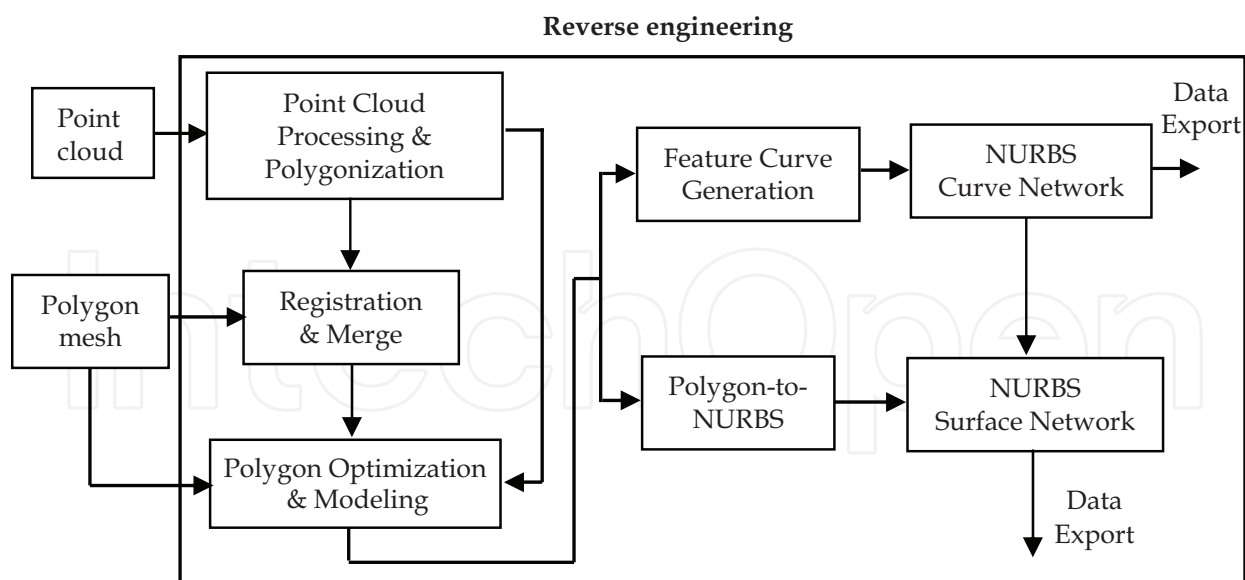 Reverse engineering
Point
cloud
Point Cloud
Processing &
Polygonization
Data
Export
Feature Curve
Generation
NURBS
Curve Network
Polygon
mesh
Registration
& Merge
Polygon-to-
NURBS
NURBS
Surface Network
Polygon Optimization
& Modeling
Data
Export
IntechOpen